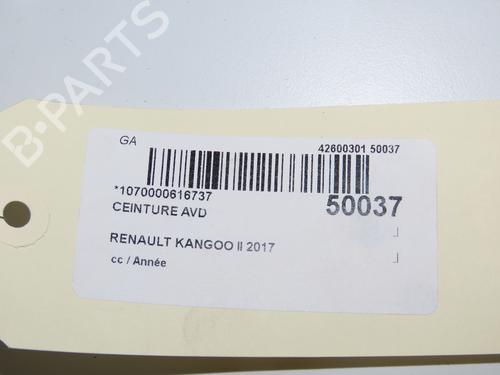 B-PARTS
GA
42600301 50037
*1070000616737
50037
CEINTURE AVD
RENAULT KANGOO II 2017
cc / Année